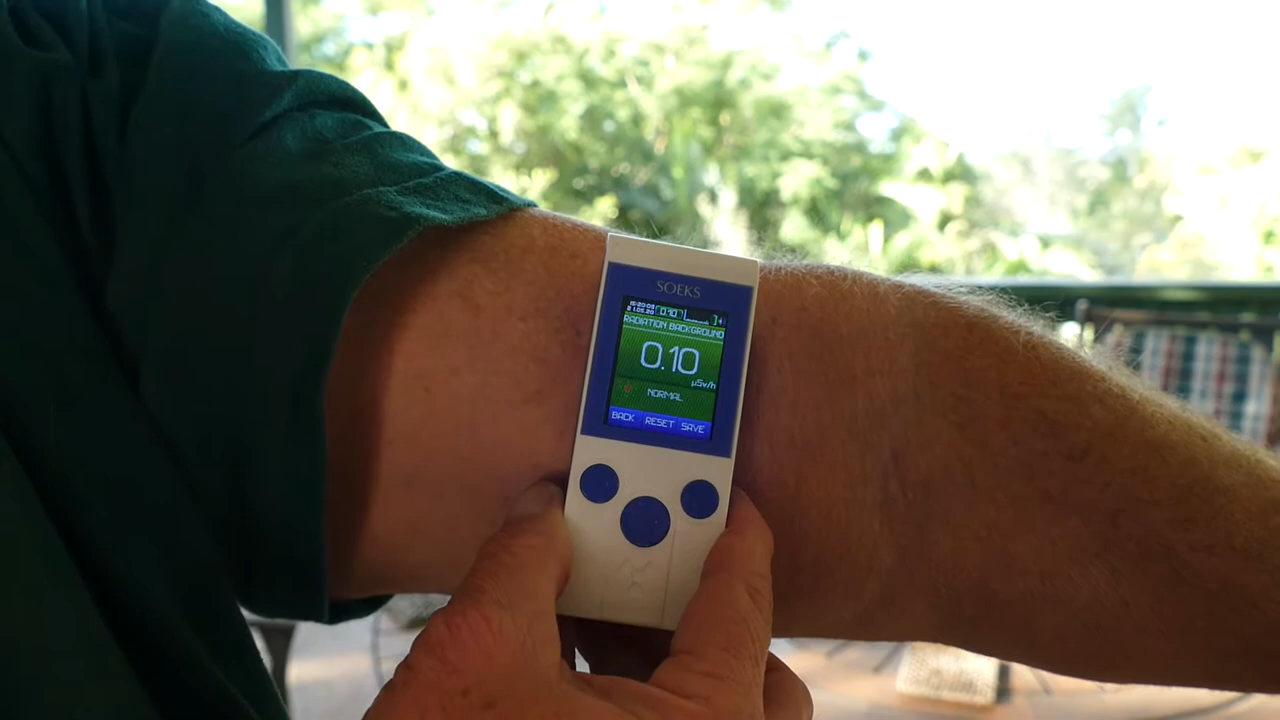 SOEKS
0.10
RADIATION BACKGROUND
0.10
µSv/h
NORMAL
BACK RESET SAVE